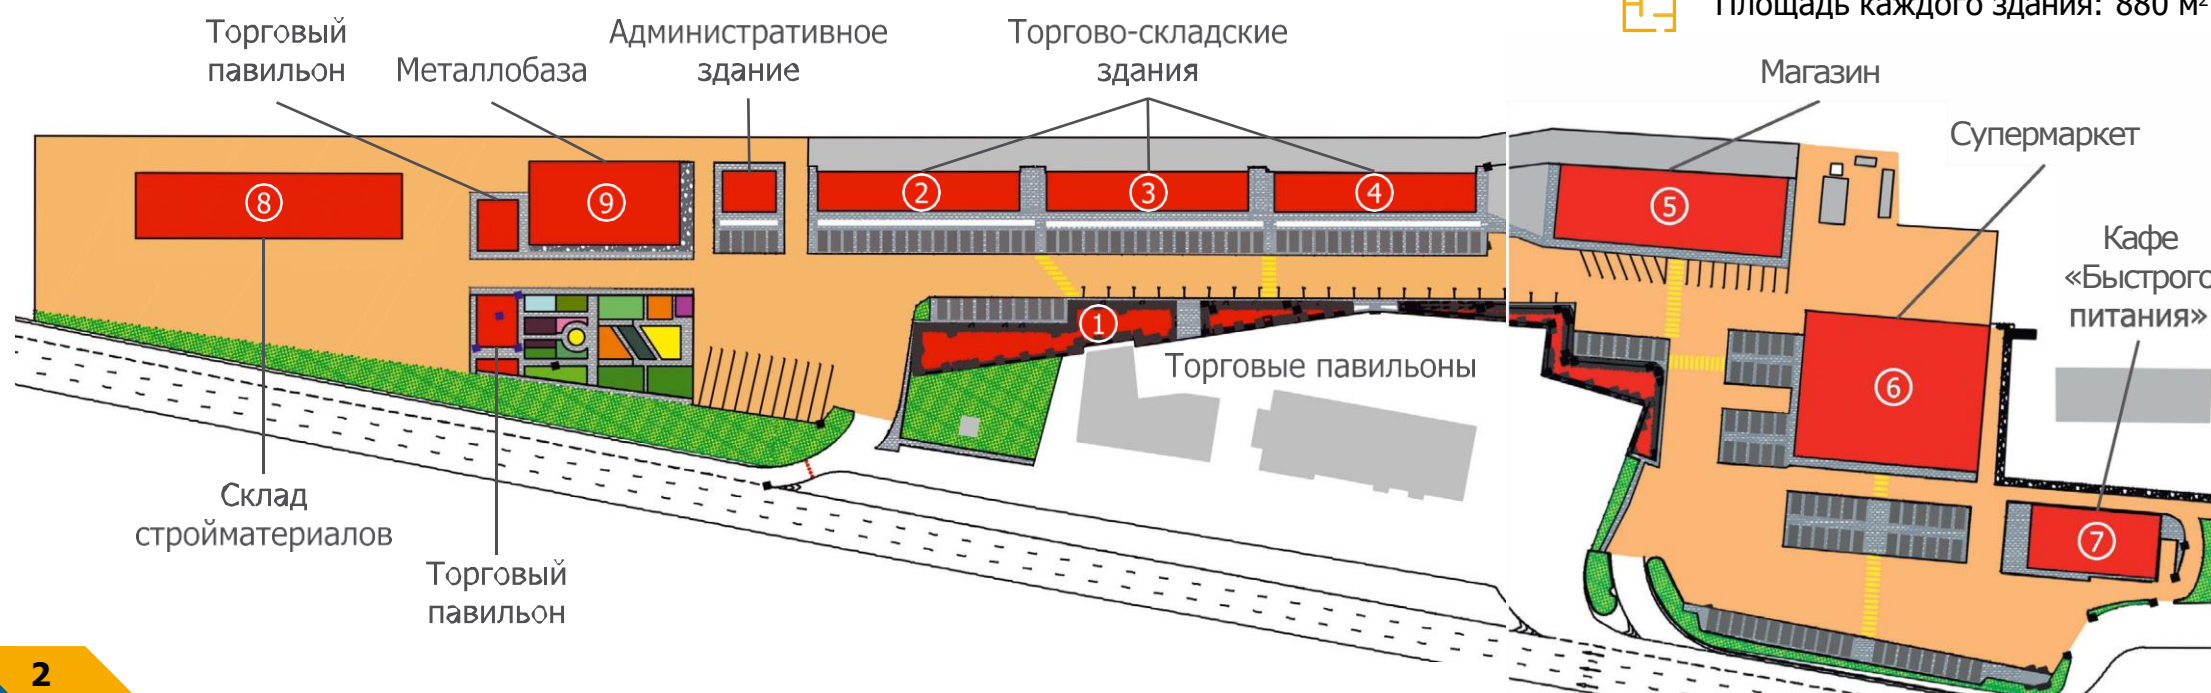 Площадь каждого здания: 880 м²
Торговый
павильон
Металлобаза
Административное
здание
Торгово-складские
здания
Магазин
Супермаркет
Кафе
«Быстрого
питания»
8
9
2
3
4
5
1
6
7
Торговые павильоны
Склад
стройматериалов
Торговый
павильон
2